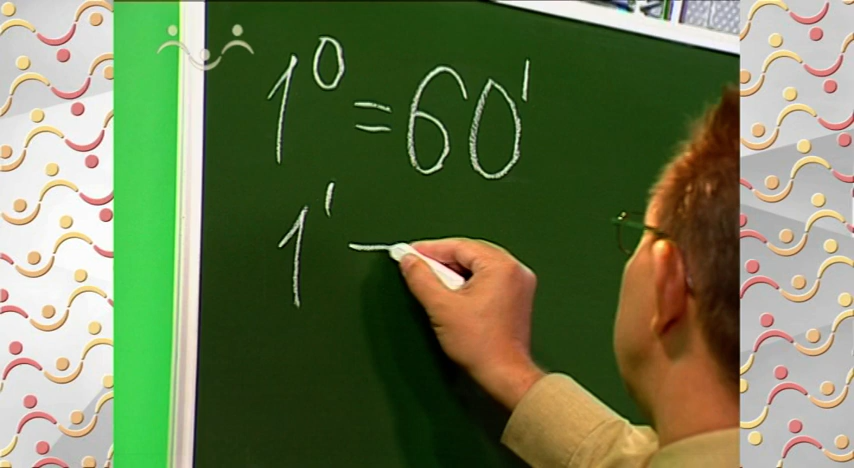 1° = 60'
1' -